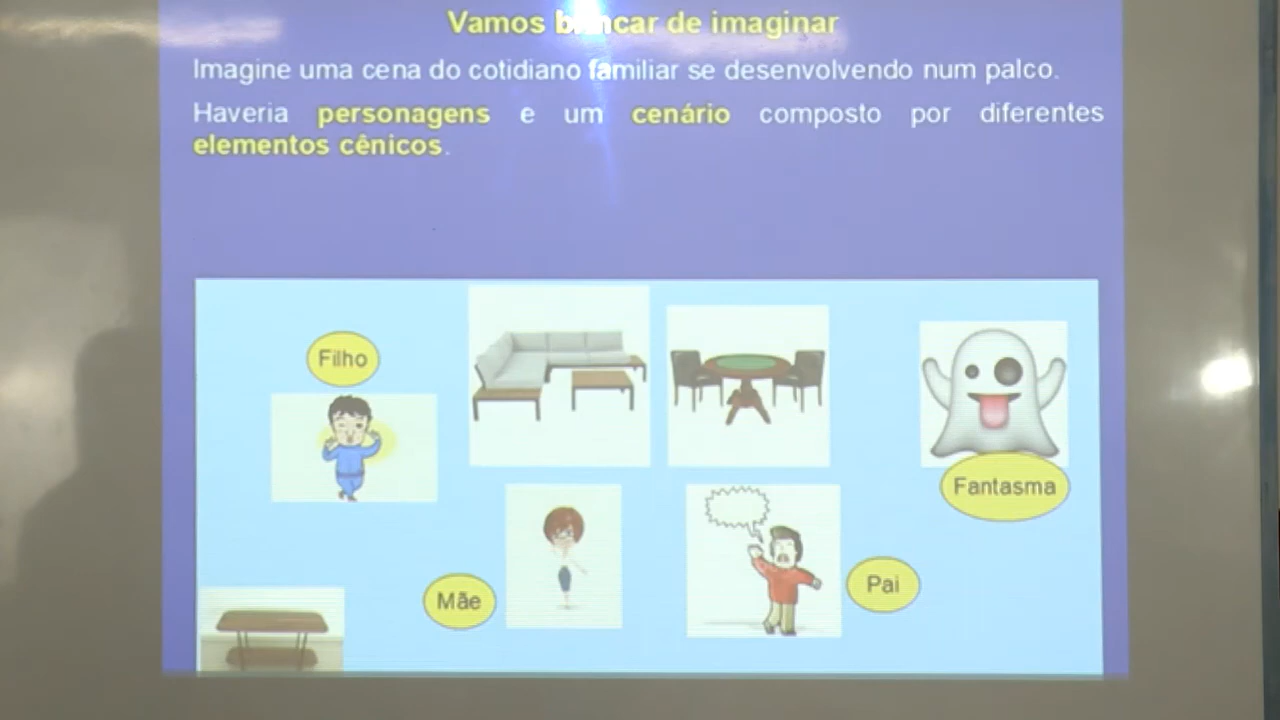 Vamos brincar de imaginar
Imagine uma cena do cotidiano familiar se desenvolvendo num palco.
Haveria personagens e um cenário composto por diferentes
elementos cênicos.
Filho
Fantasma
Mãe
Pai